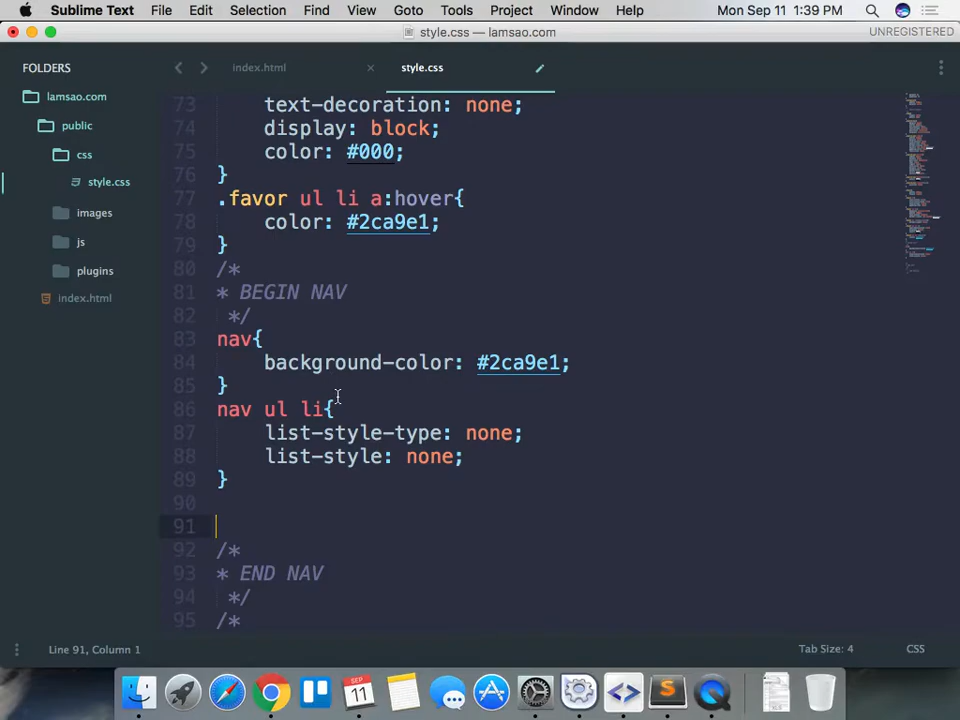 Sublime Text File Edit Selection Find View Goto Tools Project Window Help Mon Sep 11 1:39 PM
style.css — lamsao.com UNREGISTERED
FOLDERS
lamsao.com
public
css
style.css
images
js
plugins
index.html
index.html style.css
73 text-decoration: none;
74 display: block;
75 color: #000;
76 }
77 .favor ul li a:hover{
78 color: #2ca9e1;
79 }
80 /*
81 * BEGIN NAV
82 */
83 nav{
84 background-color: #2ca9e1;
85 }
86 nav ul li{
87 list-style-type: none;
88 list-style: none;
89 }
90
91
92 /*
93 * END NAV
94 */
95 /*
Line 91, Column 1 Tab Size: 4 CSS
SEP
11